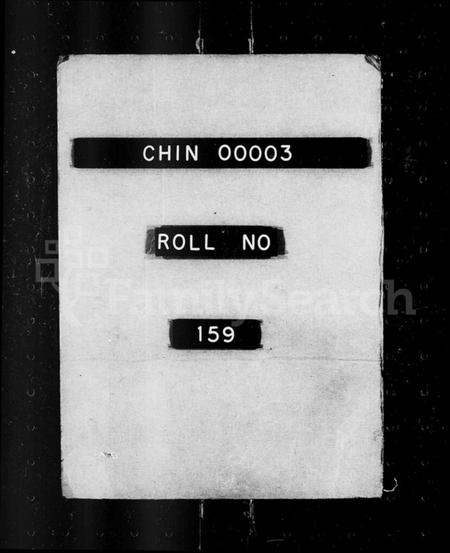 CHIN 00003
ROLL NO
FamilySearch
159